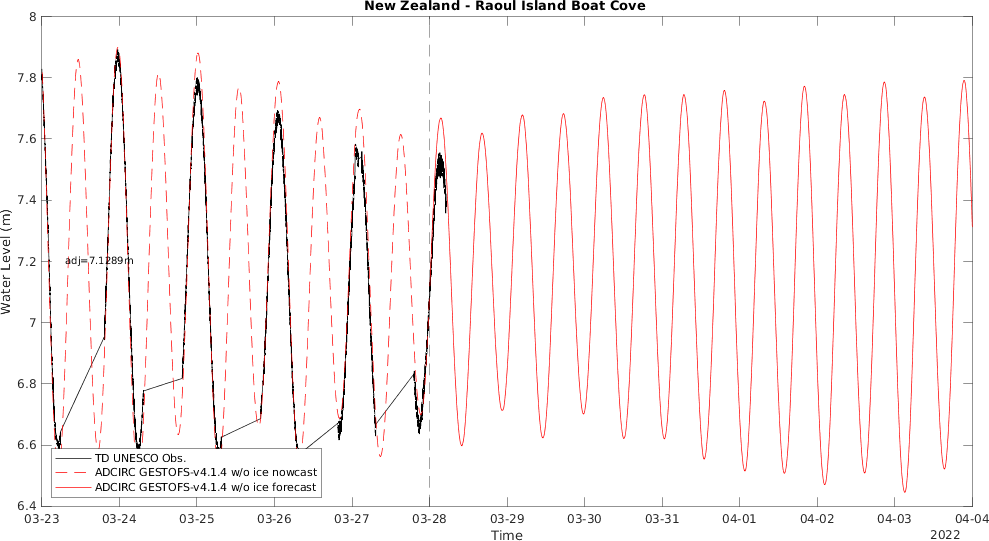 New Zealand - Raoul Island Boat Cove
8
7.8
7.6
7.4
7.2
7
6.8
6.6
6.4
Water Level (m)
adj=7.1289m
TD UNESCO Obs.
ADCIRC GESTOFS-v4.1.4 w/o ice nowcast
ADCIRC GESTOFS-v4.1.4 w/o ice forecast
03-23 03-24 03-25 03-26 03-27 03-28 03-29 03-30 03-31 04-01 04-02 04-03 04-04
Time
2022